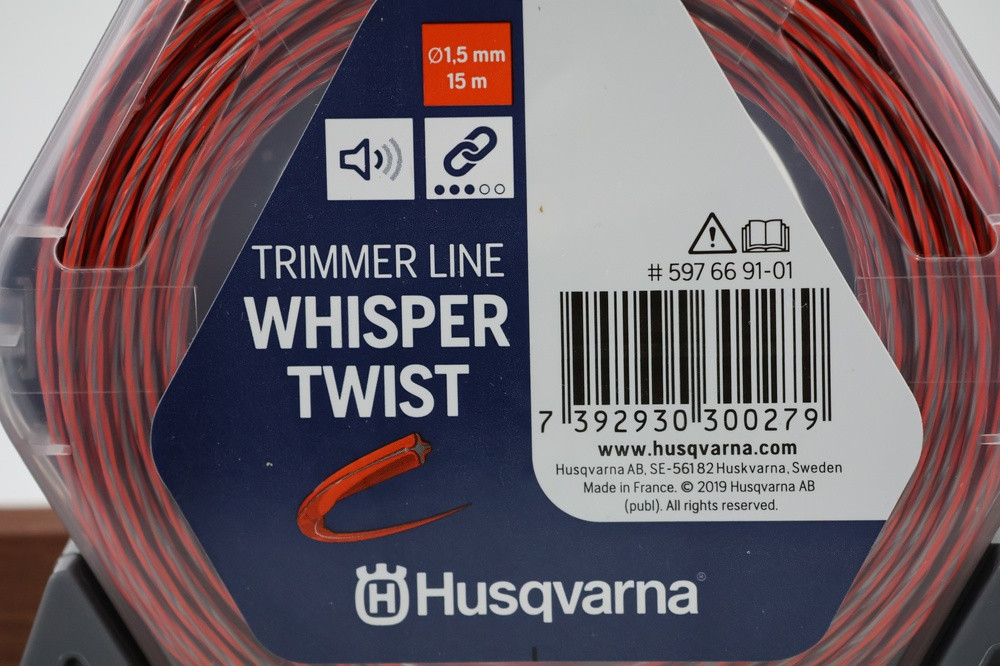 Ø1,5 mm
15 m
TRIMMER LINE
WHISPER
TWIST
Husqvarna®
# 597 66 91-01
7 392930 300279
www.husqvarna.com
Husqvarna AB, SE-561 82 Huskvarna, Sweden
Made in France. © 2019 Husqvarna AB
(publ). All rights reserved.